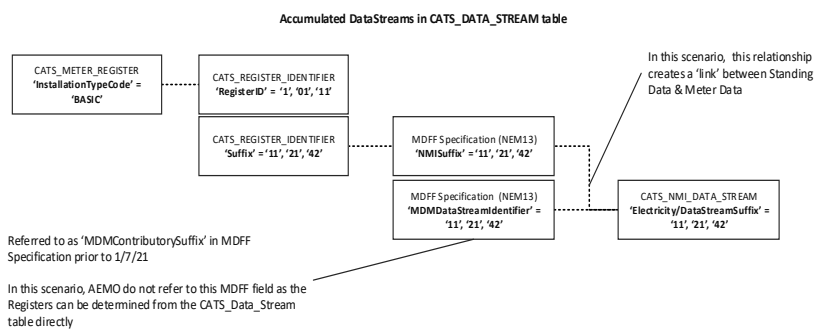 Accumulated DataStreams in CATS_DATA_STREAM table
CATS_METER_REGISTER
‘InstallationTypeCode’ =
‘BASIC’
CATS_REGISTER_IDENTIFIER
‘RegisterID’ = ‘1’, ‘01’, ‘11’
In this scenario, this relationship
creates a ‘link’ between Standing
Data & Meter Data
CATS_REGISTER_IDENTIFIER
‘Suffix’ = ‘11’, ‘21’, ‘42’
MDFF Specification (NEM13)
‘NMISuffix’ = ‘11’, ‘21’, ‘42’
MDFF Specification (NEM13)
‘MDMDataStreamIdentifier’ =
‘11’, ‘21’, ‘42’
CATS_NMI_DATA_STREAM
‘Electricity/DataStreamSuffix’ =
‘11’, ‘21’, ‘42’
Referred to as ‘MDMContributorySuffix’ in MDFF
Specification prior to 1/7/21
In this scenario, AEMO do not refer to this MDFF field as the
Registers can be determined from the CATS_Data_Stream
table directly